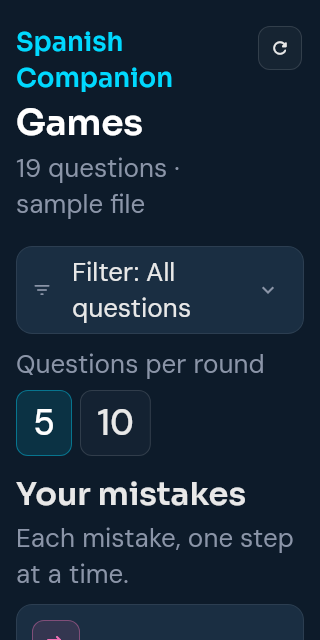 Spanish
Companion
Games
19 questions ·
sample file
Filter: All
questions
Questions per round
5 10
Your mistakes
Each mistake, one step
at a time.